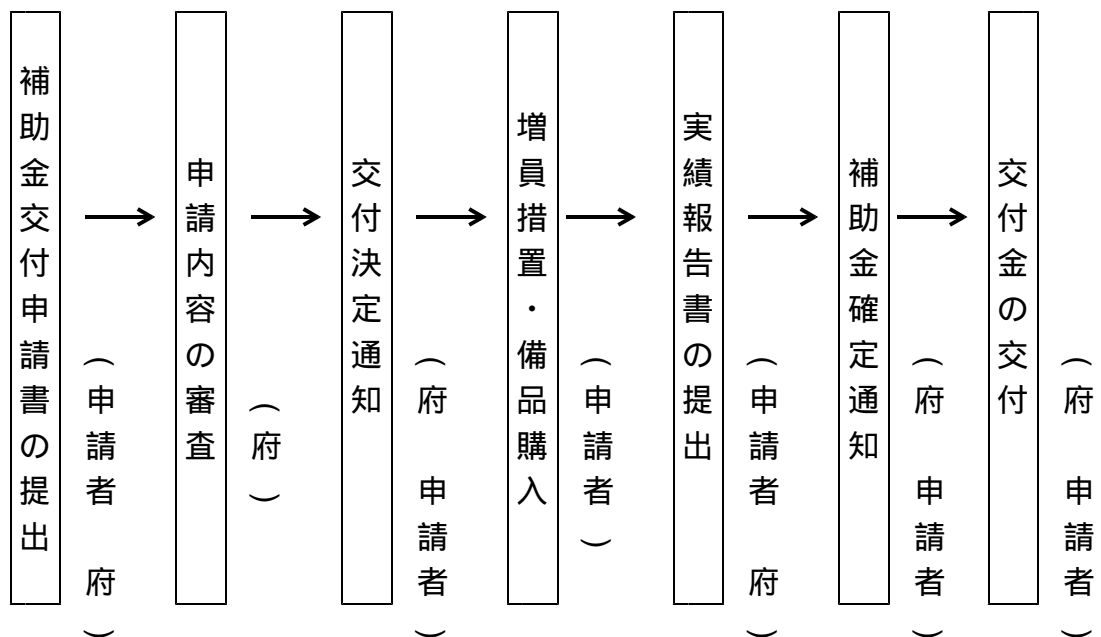 補助金交付申請書の提出
（申請者　府）
申請内容の審査
（府）
交付決定通知
（府　申請者）
増員措置・備品購入
（申請者）
実績報告書の提出
（申請者　府）
補助金確定通知
（府　申請者）
交付金の交付
（府　申請者）